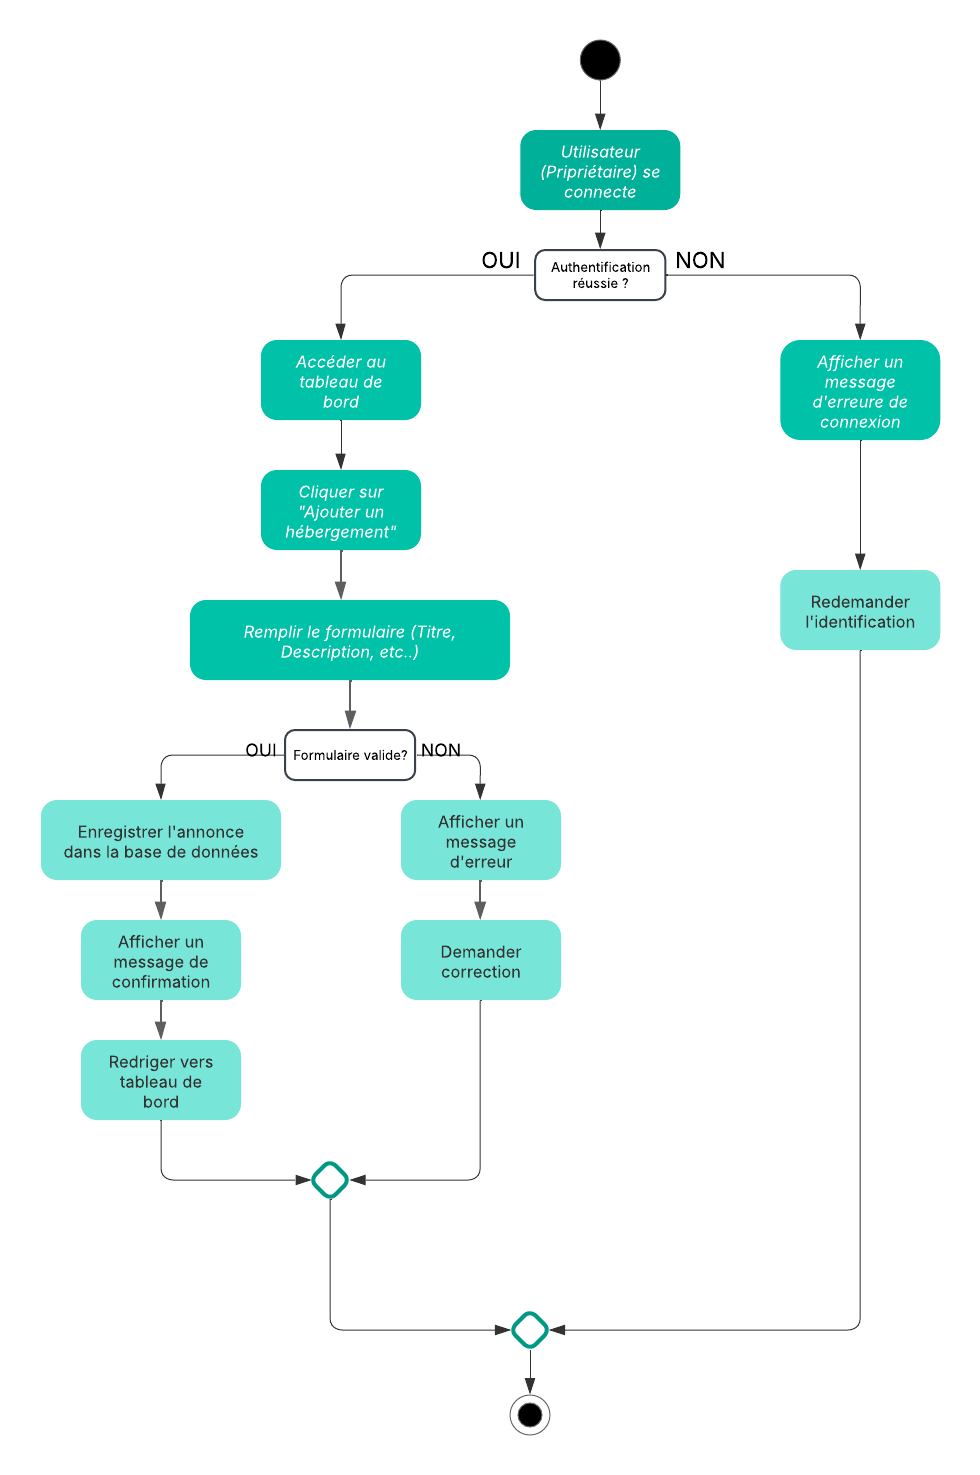 Utilisateur
(Pripriétaire) se
connecte
OUI
Authentification
réussie ?
NON
Accéder au
tableau de
bord
Afficher un
message
d'erreure de
connexion
Cliquer sur
"Ajouter un
hébergement"
Redemander
l'identification
Remplir le formulaire (Titre,
Description, etc..)
OUI
Formulaire valide?
NON
Enregistrer l'annonce
dans la base de données
Afficher un
message
d'erreur
Afficher un
message de
confirmation
Demander
correction
Redriger vers
tableau de
bord